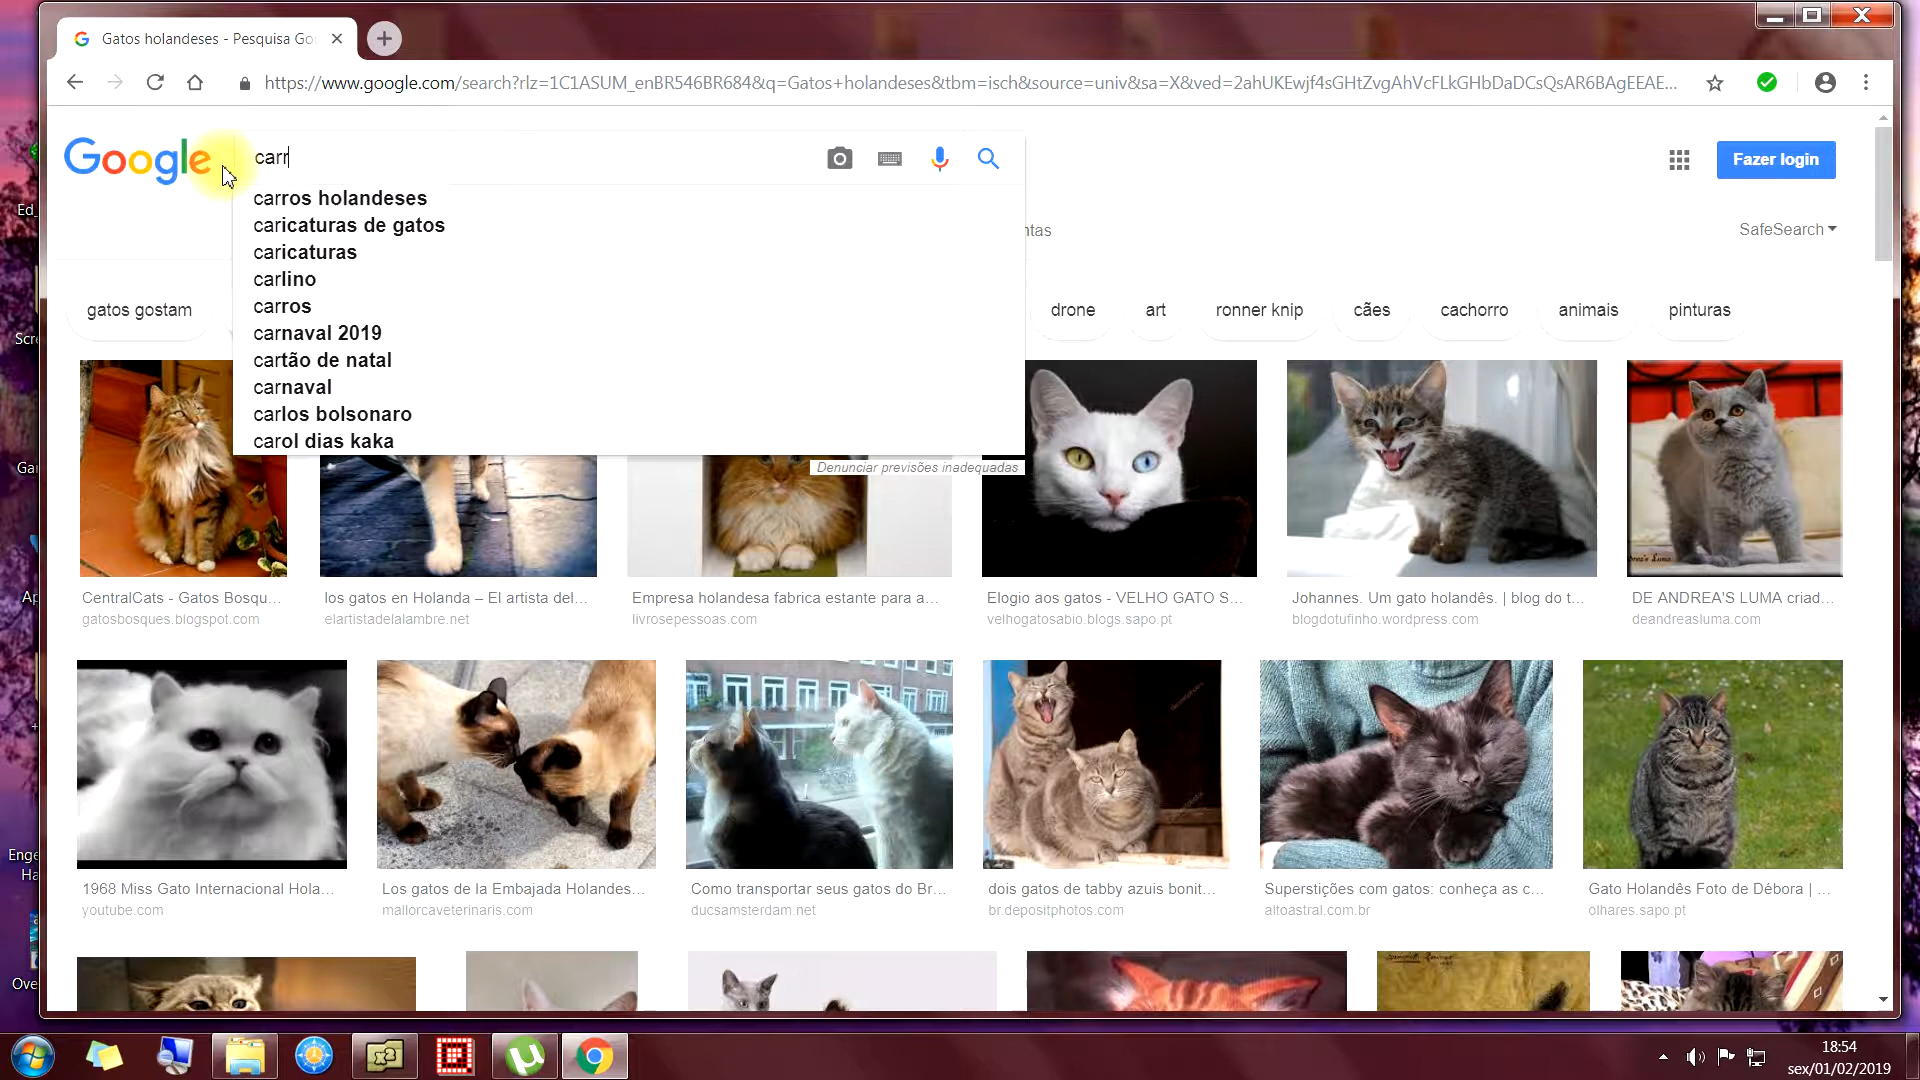 Gatos holandeses - Pesquisa Go
https://www.google.com/search?rlz=1C1ASUM_enBR546BR684&q=Gatos+holandeses&tbm=isch&source=univ&sa=X&ved=2ahUKEwjf4sGHtZvgAhVcFLkGHbDaDCsQsAR6BAgEEAE...
Google
carr
Fazer login
carros holandeses
caricaturas de gatos
caricaturas
carlino
carros
carnaval 2019
cartão de natal
carnaval
carlos bolsonaro
carol dias kaka
Denunciar previsões inadequadas
ntas
SafeSearch
gatos gostam
drone
art
ronner knip
cães
cachorro
animais
pinturas
CentralCats - Gatos Bosqu...
gatosbosques.blogspot.com
los gatos en Holanda – El artista del...
elartistadelalambre.net
Empresa holandesa fabrica estante para a...
livrosepessoas.com
Elogio aos gatos - VELHO GATO S...
velhogatosabio.blogs.sapo.pt
Johannes. Um gato holandês. | blog do t...
blogdotufinho.wordpress.com
DE ANDREA'S LUMA criad...
deandreasluma.com
1968 Miss Gato Internacional Hola...
youtube.com
Los gatos de la Embajada Holandes...
mallorcaveterinaris.com
Como transportar seus gatos do Br...
ducsamsterdam.net
dois gatos de tabby azuis bonit...
br.depositphotos.com
Superstições com gatos: conheça as c...
altoastral.com.br
Gato Holandês Foto de Débora | ...
olhares.sapo.pt
Ed_
Scre
Gar
Ap
Enge
Ha
Ove
18:54
sex/01/02/2019